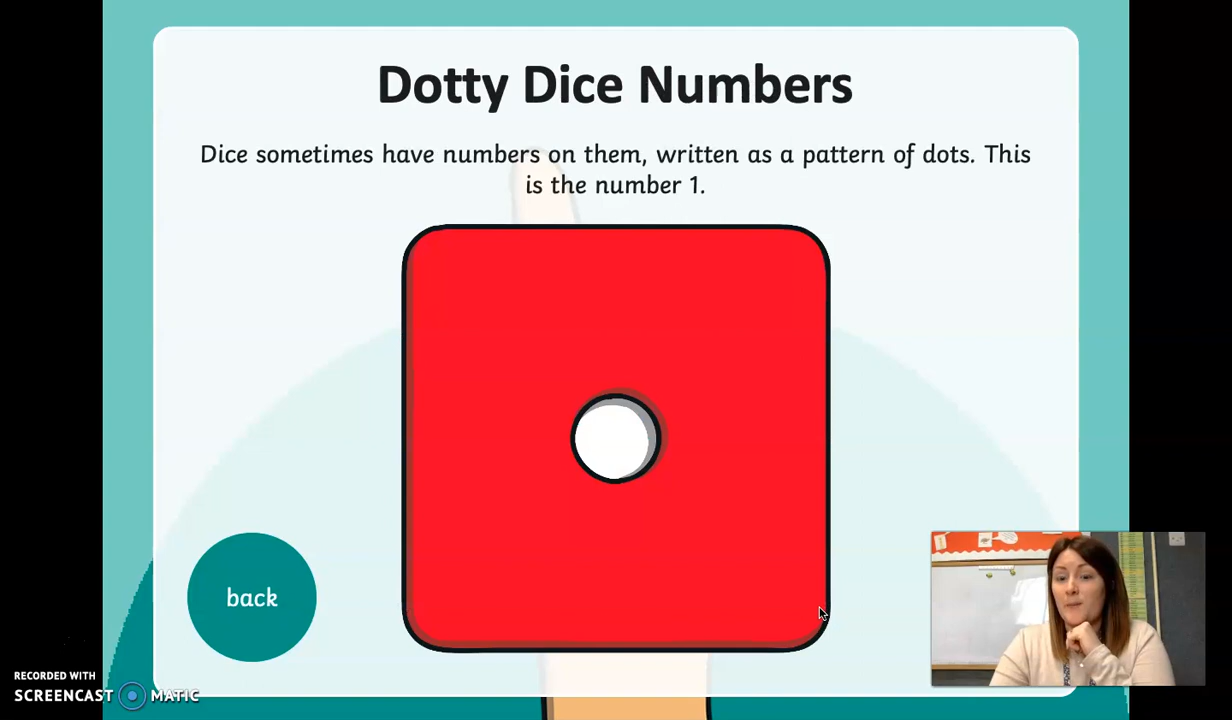 Dotty Dice Numbers
Dice sometimes have numbers on them, written as a pattern of dots. This
is the number 1.
back
RECORDED WITH
SCREENCAST MATIC